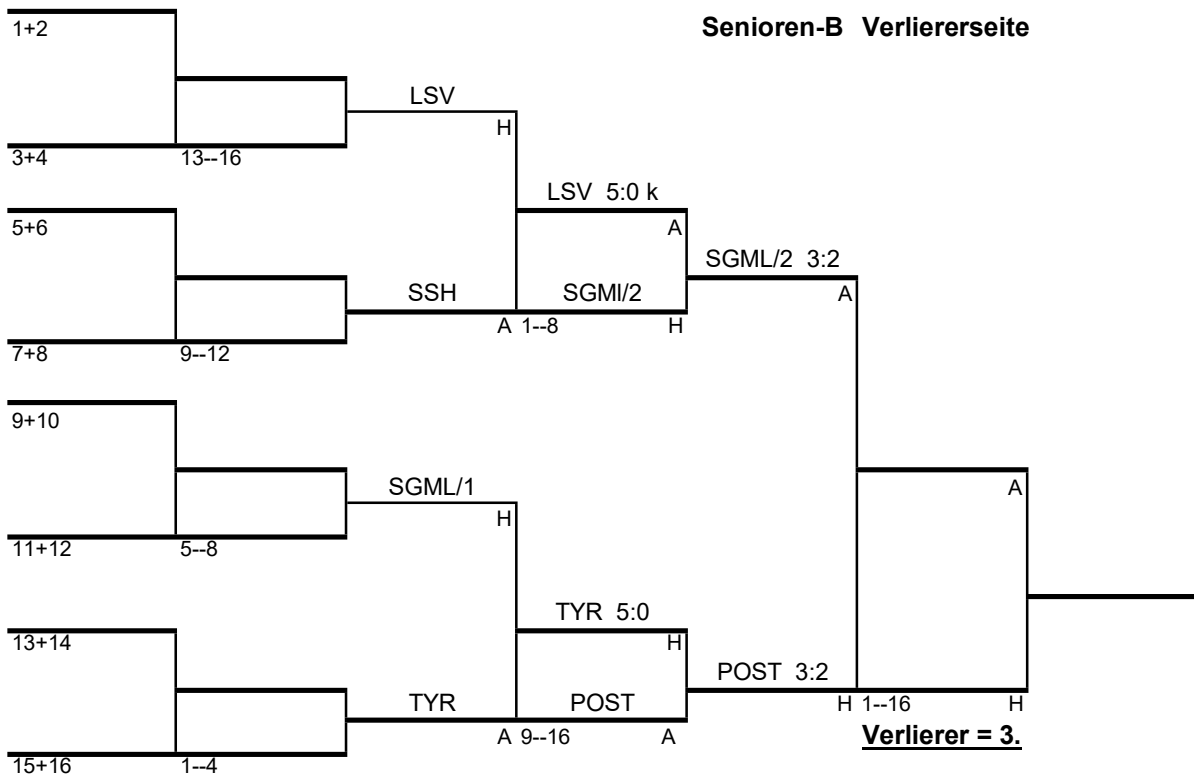 Senioren-B Verliererseite
1+2
LSV
H
3+4 13--16
LSV 5:0 k
5+6
A
SGML/2 3:2
SSH SGMl/2
A
A 1--8 H
7+8 9--12
9+10
SGML/1
A
H
11+12 5--8
TYR 5:0
13+14
H
POST 3:2
TYR POST
H 1--16 H
A 9--16 A
Verlierer = 3.
15+16 1--4